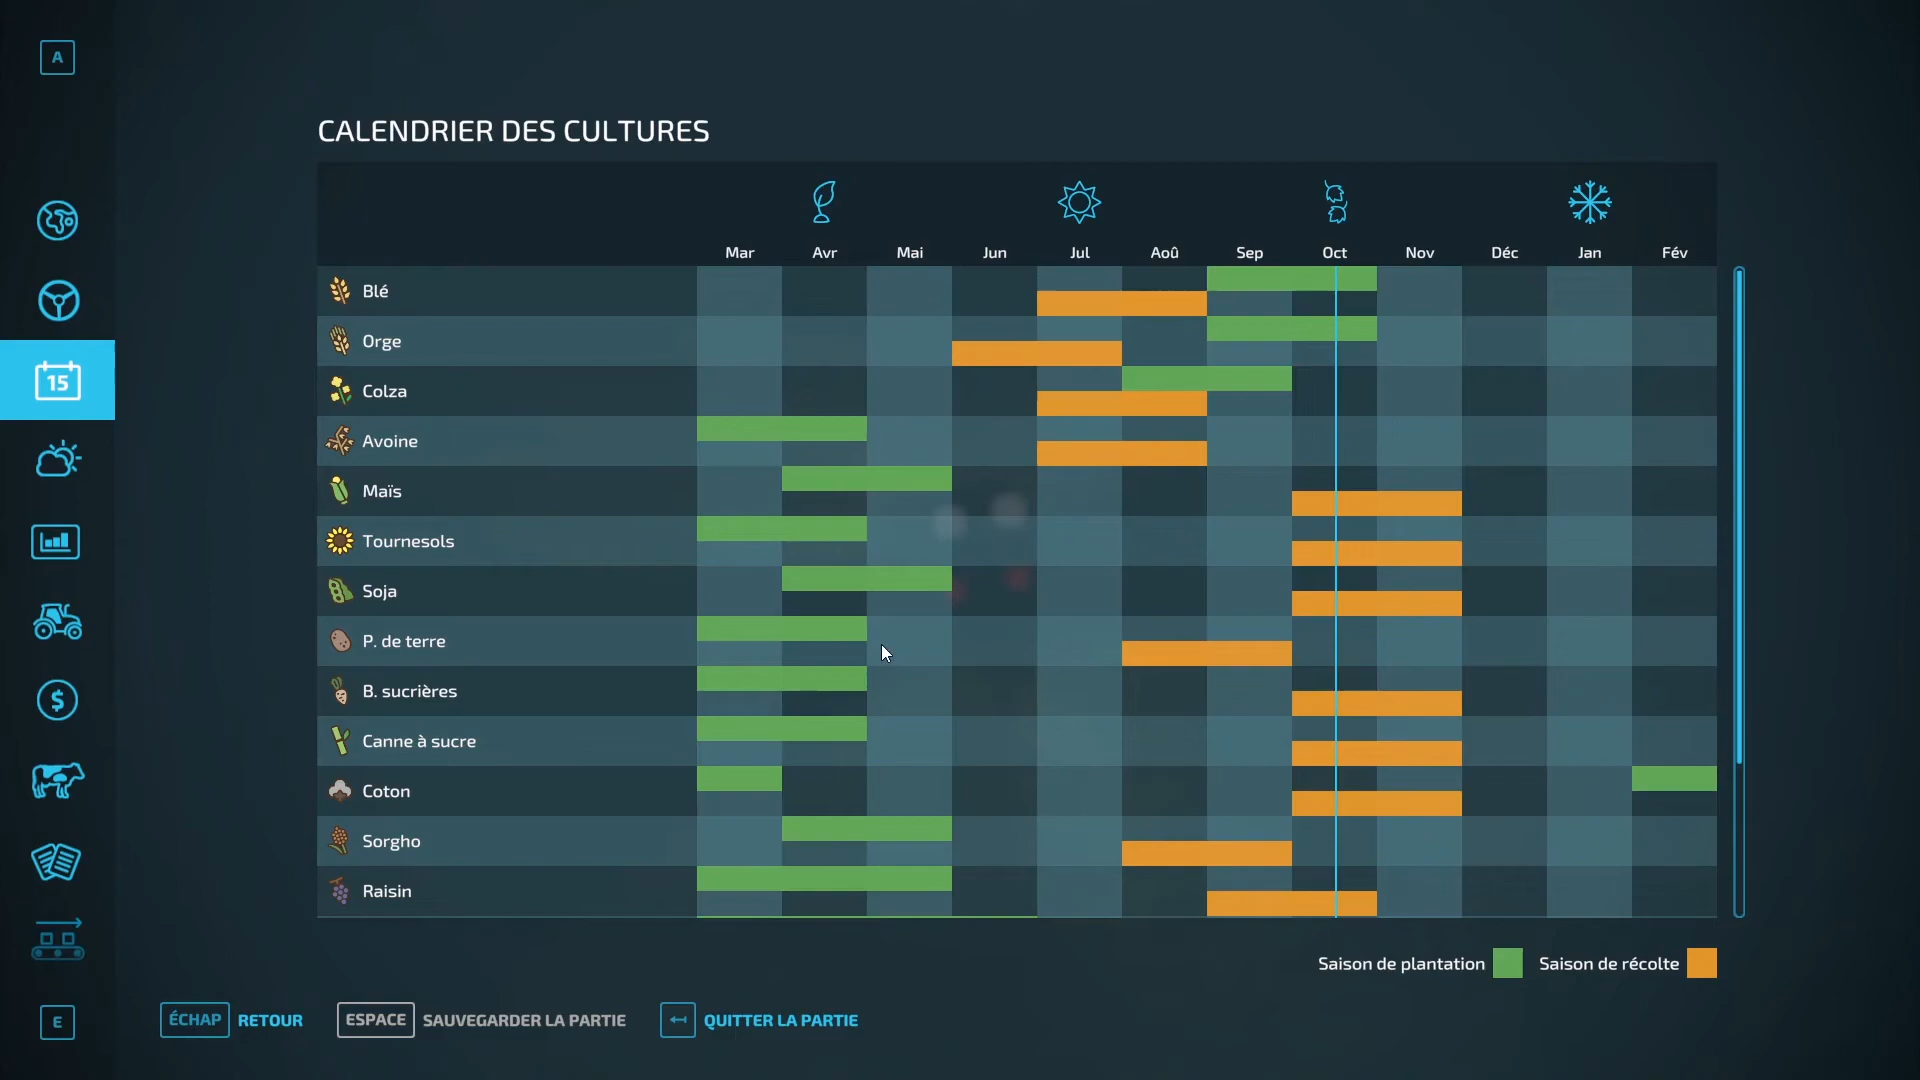 A
CALENDRIER DES CULTURES
Mar Avr Mai Jun Jul Aoû Sep Oct Nov Déc Jan Fév
Blé
Orge
15
Colza
Avoine
Maïs
Tournesols
Soja
P. de terre
B. sucrières
$
Canne à sucre
Coton
Sorgho
Raisin
Saison de plantation Saison de récolte
E
ÉCHAP RETOUR ESPACE SAUVEGARDER LA PARTIE QUITTER LA PARTIE